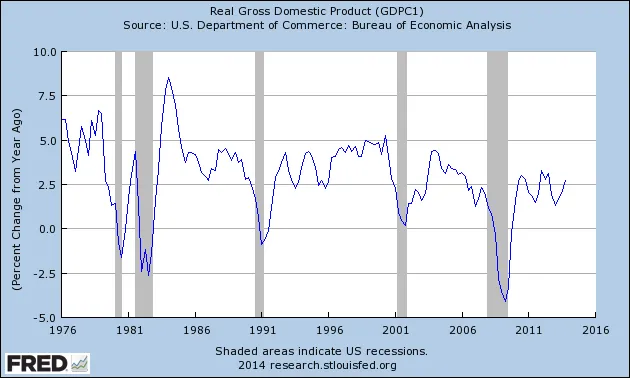 Real Gross Domestic Product (GDPC1)
Source: U.S. Department of Commerce: Bureau of Economic Analysis
(Percent Change from Year Ago)
10.0
7.5
5.0
2.5
0.0
-2.5
-5.0
1976 1981 1986 1991 1996 2001 2006 2011 2016
Shaded areas indicate US recessions.
2014 research.stlouisfed.org
FRED